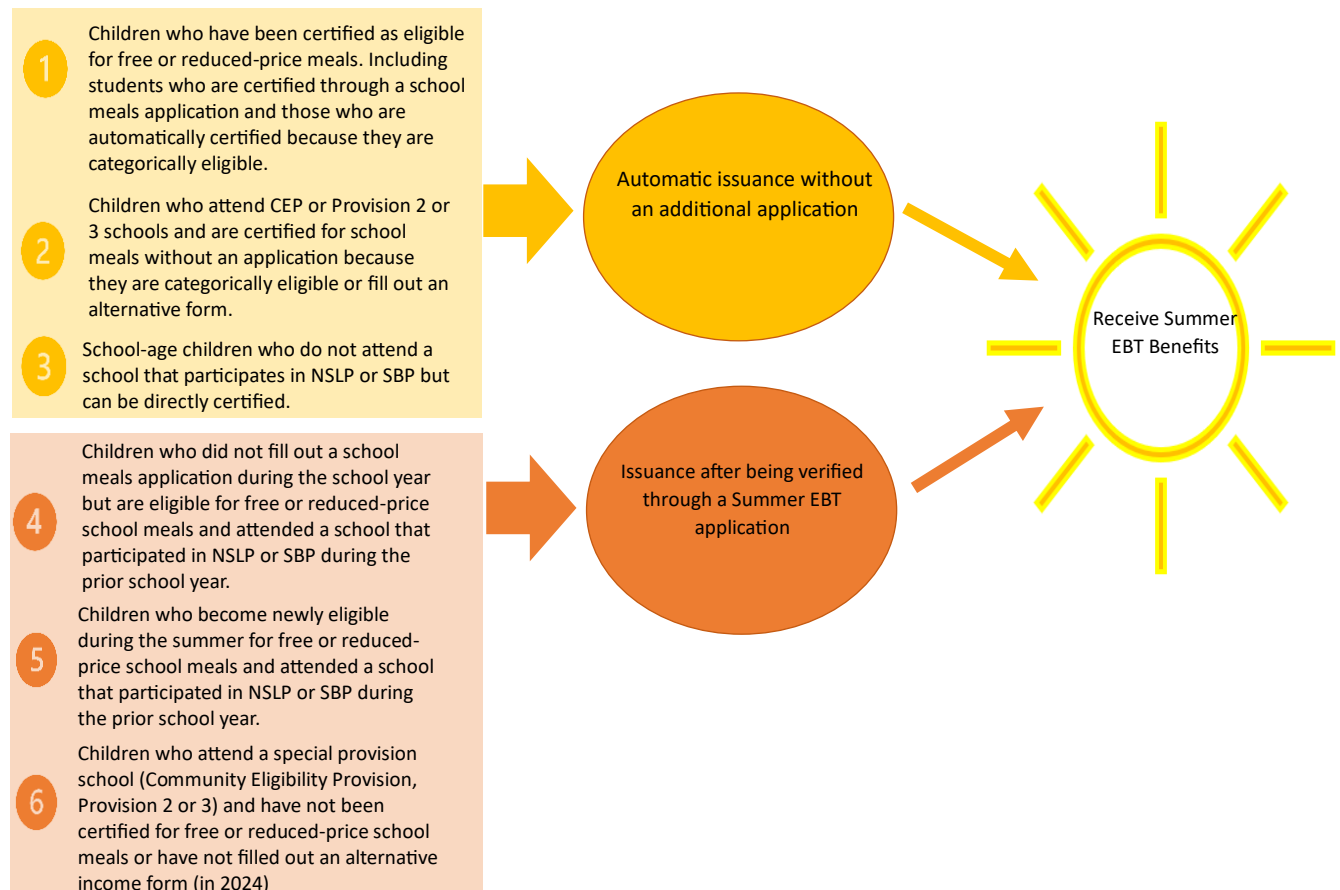 1
Children who have been certified as eligible
for free or reduced-price meals. Including
students who are certified through a school
meals application and those who are
automatically certified because they are
categorically eligible.
2
Children who attend CEP or Provision 2 or
3 schools and are certified for school
meals without an application because
they are categorically eligible or fill out an
alternative form.
3
School-age children who do not attend a
school that participates in NSLP or SBP but
can be directly certified.
4
Children who did not fill out a school
meals application during the school year
but are eligible for free or reduced-price
school meals and attended a school that
participated in NSLP or SBP during the
prior school year.
5
Children who become newly eligible
during the summer for free or reduced-
price school meals and attended a school
that participated in NSLP or SBP during
the prior school year.
6
Children who attend a special provision
school (Community Eligibility Provision,
Provision 2 or 3) and have not been
certified for free or reduced-price school
meals or have not filled out an alternative
income form (in 2024)
Automatic issuance without
an additional application
Issuance after being verified
through a Summer EBT
application
Receive Summer
EBT Benefits